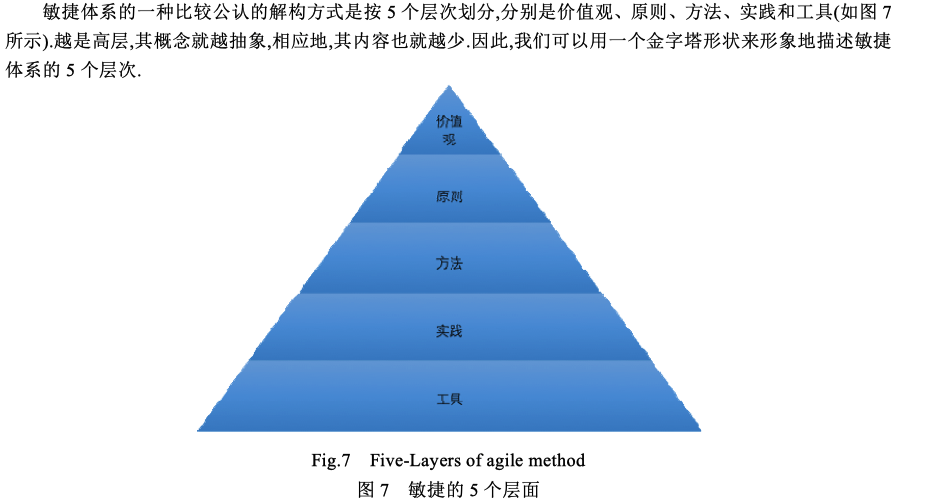 敏捷体系的一种比较公认的解构方式是按 5 个层次划分,分别是价值观、原则、方法、实践和工具(如图 7
所示).越是高层,其概念就越抽象,相应地,其内容也就越少.因此,我们可以用一个金字塔形状来形象地描述敏捷
体系的 5 个层次.
价值
观
原则
方法
实践
工具
Fig.7 Five-Layers of agile method
图 7 敏捷的 5 个层面